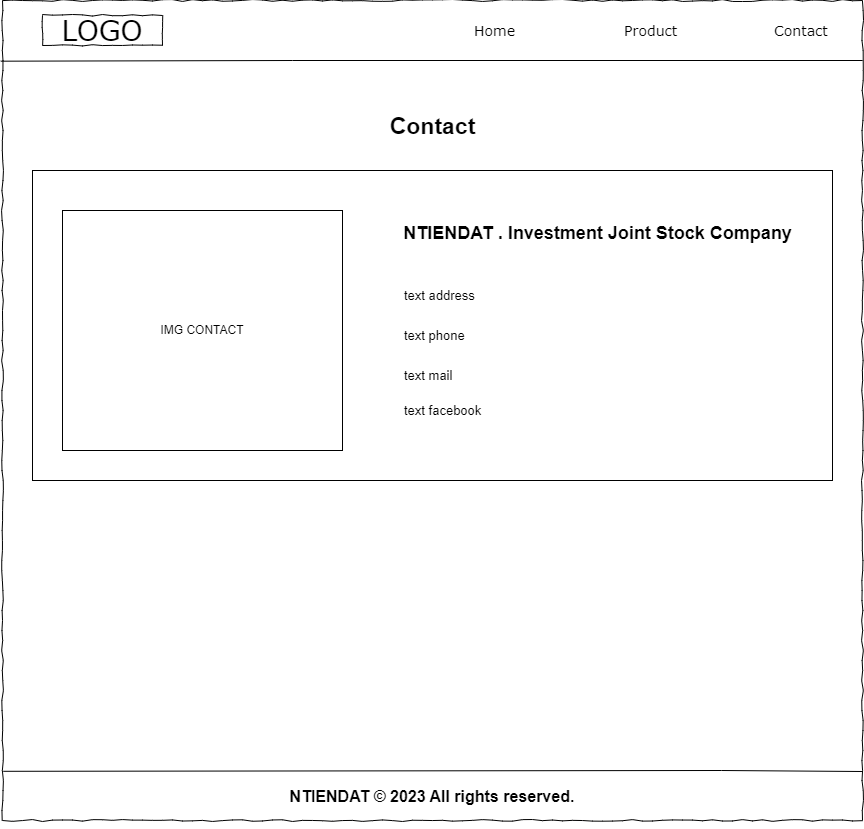 LOGO
Home Product Contact
Contact
NTIENDAT . Investment Joint Stock Company
text address
IMG CONTACT
text phone
text mail
text facebook
NTIENDAT © 2023 All rights reserved.